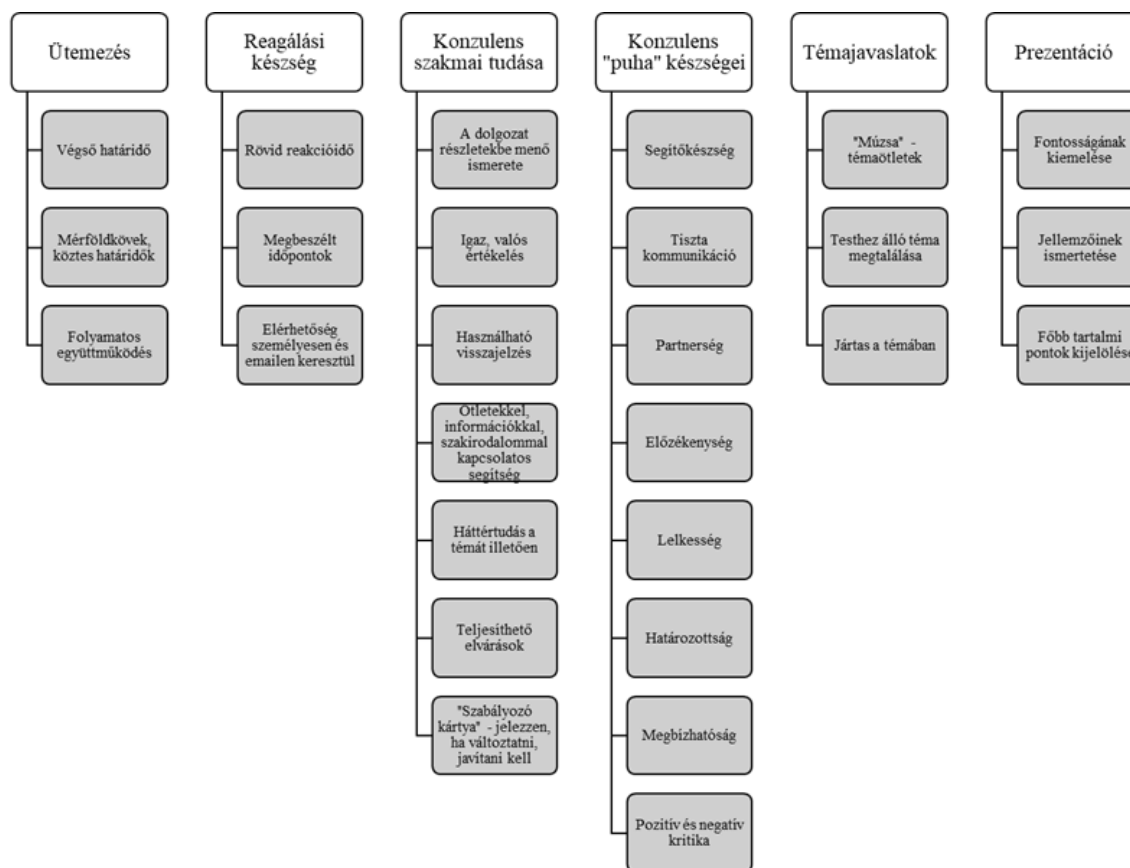 Ütemezés
Végső határidő
Mérföldkövek,
köztes határidők
Folyamatos
együttműködés
Reagálási
készség
Rövid reakcióidő
Megbeszélt
időpontok
Elérhetőség
személyesen és
emailen keresztül
Konzulens
szakmai tudása
A dolgozat
részletekbe menő
ismerete
Igaz, valós
értékelés
Használható
visszajelzés
Ötletekkel,
információkkal,
szakirodalommal
kapcsolatos
segítség
Háttértudás a
témát illetően
Teljesíthető
elvárások
"Szabályozó
kártya" - jelezzen,
ha változtatni,
javítani kell
Konzulens
"puha" készségei
Segítőkészség
Tiszta
kommunikáció
Partnerség
Előzékenység
Lelkesség
Határozottság
Megbízhatóság
Pozitív és negatív
kritika
Témajavaslatok
"Múzsa" -
témaötletek
Testhez álló téma
megtalálása
Jártas a témában
Prezentáció
Fontosságának
kiemelése
Jellemzőinek
ismertetése
Főbb tartalmi
pontok kijelölése